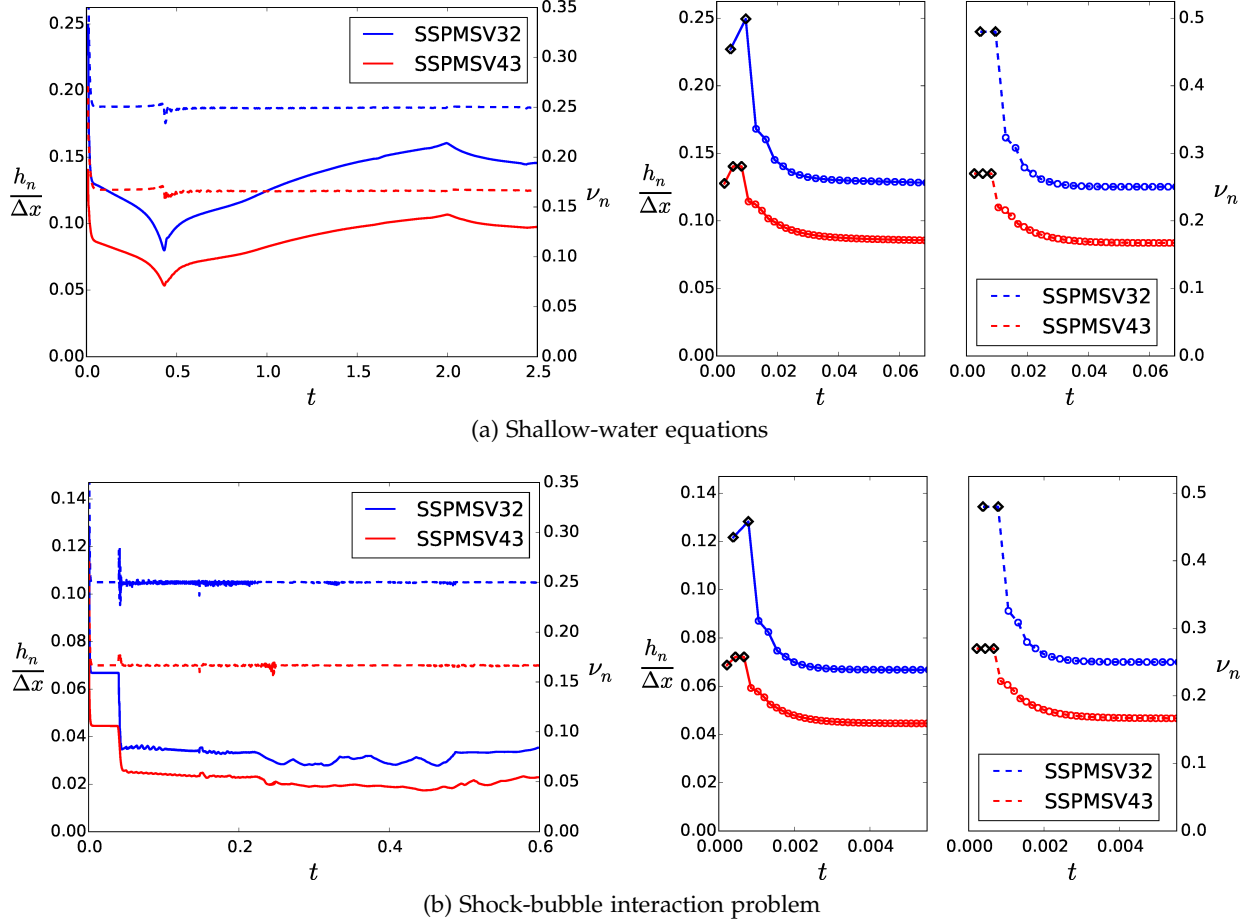 0.25
0.20
0.15
0.10
0.05
0.00
h_n
Δx
0.0 0.5 1.0 1.5 2.0 2.5
t
0.35
0.30
0.25
0.20
0.15
0.10
0.05
0.00
ν_n
SSPMSV32
SSPMSV43
0.25
0.20
0.15
0.10
0.05
0.00
h_n
Δx
0.00 0.02 0.04 0.06
t
SSPMSV32
SSPMSV43
0.00 0.02 0.04 0.06
t
0.5
0.4
0.3
0.2
0.1
0.0
ν_n
(a) Shallow-water equations
0.14
0.12
0.10
0.08
0.06
0.04
0.02
0.00
h_n
Δx
0.0 0.2 0.4 0.6
t
0.35
0.30
0.25
0.20
0.15
0.10
0.05
0.00
ν_n
SSPMSV32
SSPMSV43
0.14
0.12
0.10
0.08
0.06
0.04
0.02
0.00
h_n
Δx
0.000 0.002 0.004
t
SSPMSV32
SSPMSV43
0.000 0.002 0.004
t
0.5
0.4
0.3
0.2
0.1
0.0
ν_n
(b) Shock-bubble interaction problem